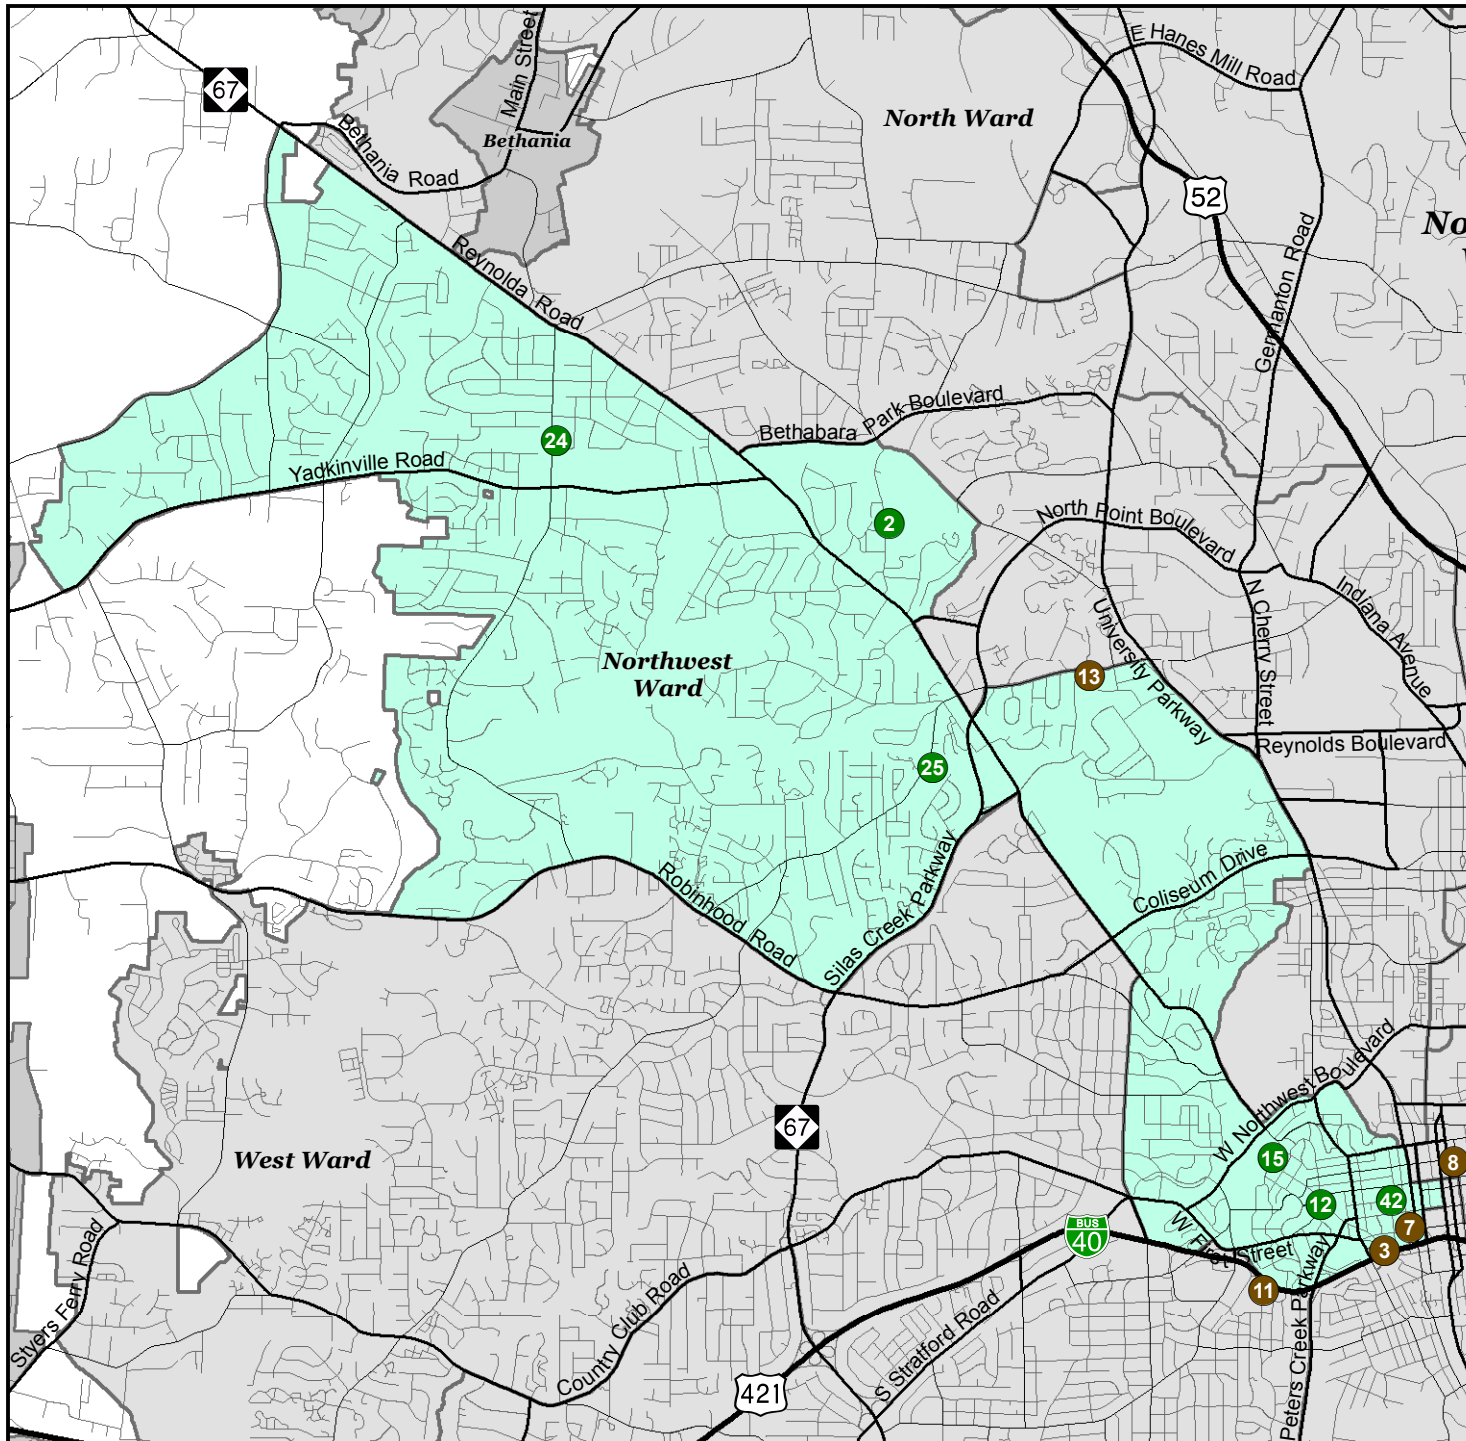 E Hanes Mill Road
67
Main Street
North Ward
Bethania
Bethania Road
52
No
Germanton Road
Reynolda Road
Bethabara Park Boulevard
24
Yadkinville Road
2
North Point Boulevard
N Cherry Street
Indiana Avenue
University Parkway
Northwest
Ward
13
Reynolds Boulevard
25
Coliseum Drive
Robinhood Road
Silas Creek Parkway
W Northwest Boulevard
67
West Ward
15
8
12
42
7
W First Street
3
BUS
40
11
Styers Ferry Road
Country Club Road
S Stratford Road
Peters Creek Parkway
421